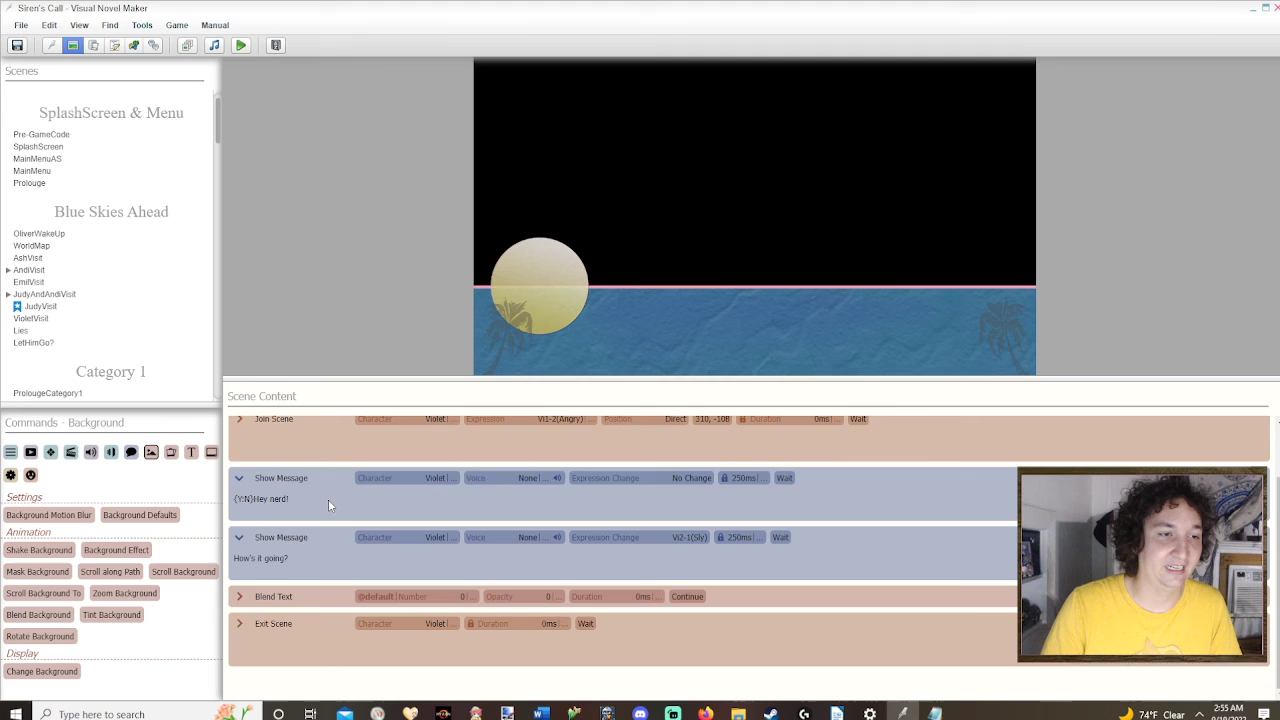 Siren's Call - Visual Novel Maker
File Edit View Find Tools Game Manual
Scenes
SplashScreen & Menu
Pre-GameCode
SplashScreen
MainMenuAS
MainMenu
Prolouge
Blue Skies Ahead
OliverWakeUp
WorldMap
AshVisit
AndiVisit
EmilVisit
JudyAndAndiVisit
JudyVisit
VioletVisit
Lies
LetHimGo?
Category 1
ProlougeCategory1
Commands - Background
Settings
Background Motion Blur Background Defaults
Animation
Shake Background Background Effect
Mask Background Scroll along Path Scroll Background
Scroll Background To Zoom Background
Blend Background Tint Background
Rotate Background
Display
Change Background
Scene Content
Join Scene Character Violet|... Expression Vi1-2(Angry)|... Position Direct 310, -108 Duration 0ms|... Wait
Show Message Character Violet|... Voice None|... Expression Change No Change 250ms|... Wait
{Y:N}Hey nerd!
Show Message Character Violet|... Voice None|... Expression Change Vi2-1(Sly) 250ms|... Wait
How's it going?
Blend Text @default|Number 0|... Opacity 0|... Duration 0ms|... Continue
Exit Scene Character Violet|... Duration 0ms|... Wait
Type here to search
74°F Clear
2:55 AM